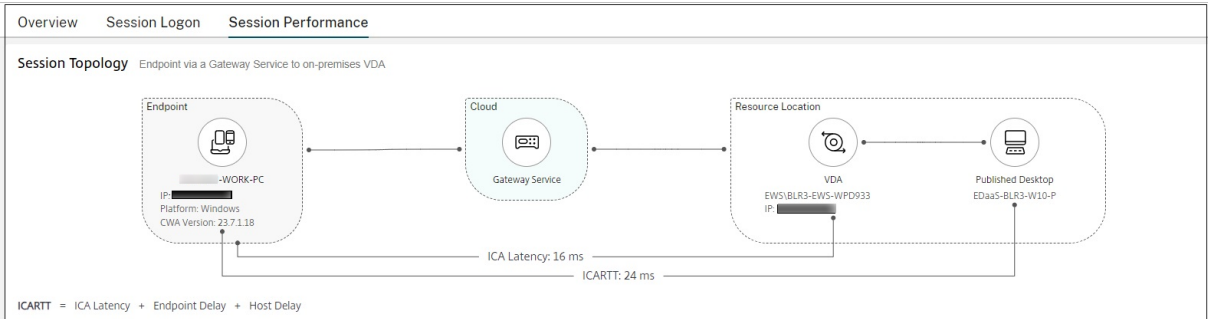 Overview Session Logon Session Performance
Session Topology Endpoint via a Gateway Service to on-premises VDA
Endpoint
-WORK-PC
IP:
Platform: Windows
CWA Version: 23.7.1.18
Cloud
Gateway Service
Resource Location
VDA
EWS\BLR3-EWS-WPD933
IP:
Published Desktop
EDaaS-BLR3-W10-P
ICA Latency: 16 ms
ICARTT: 24 ms
ICARTT = ICA Latency + Endpoint Delay + Host Delay